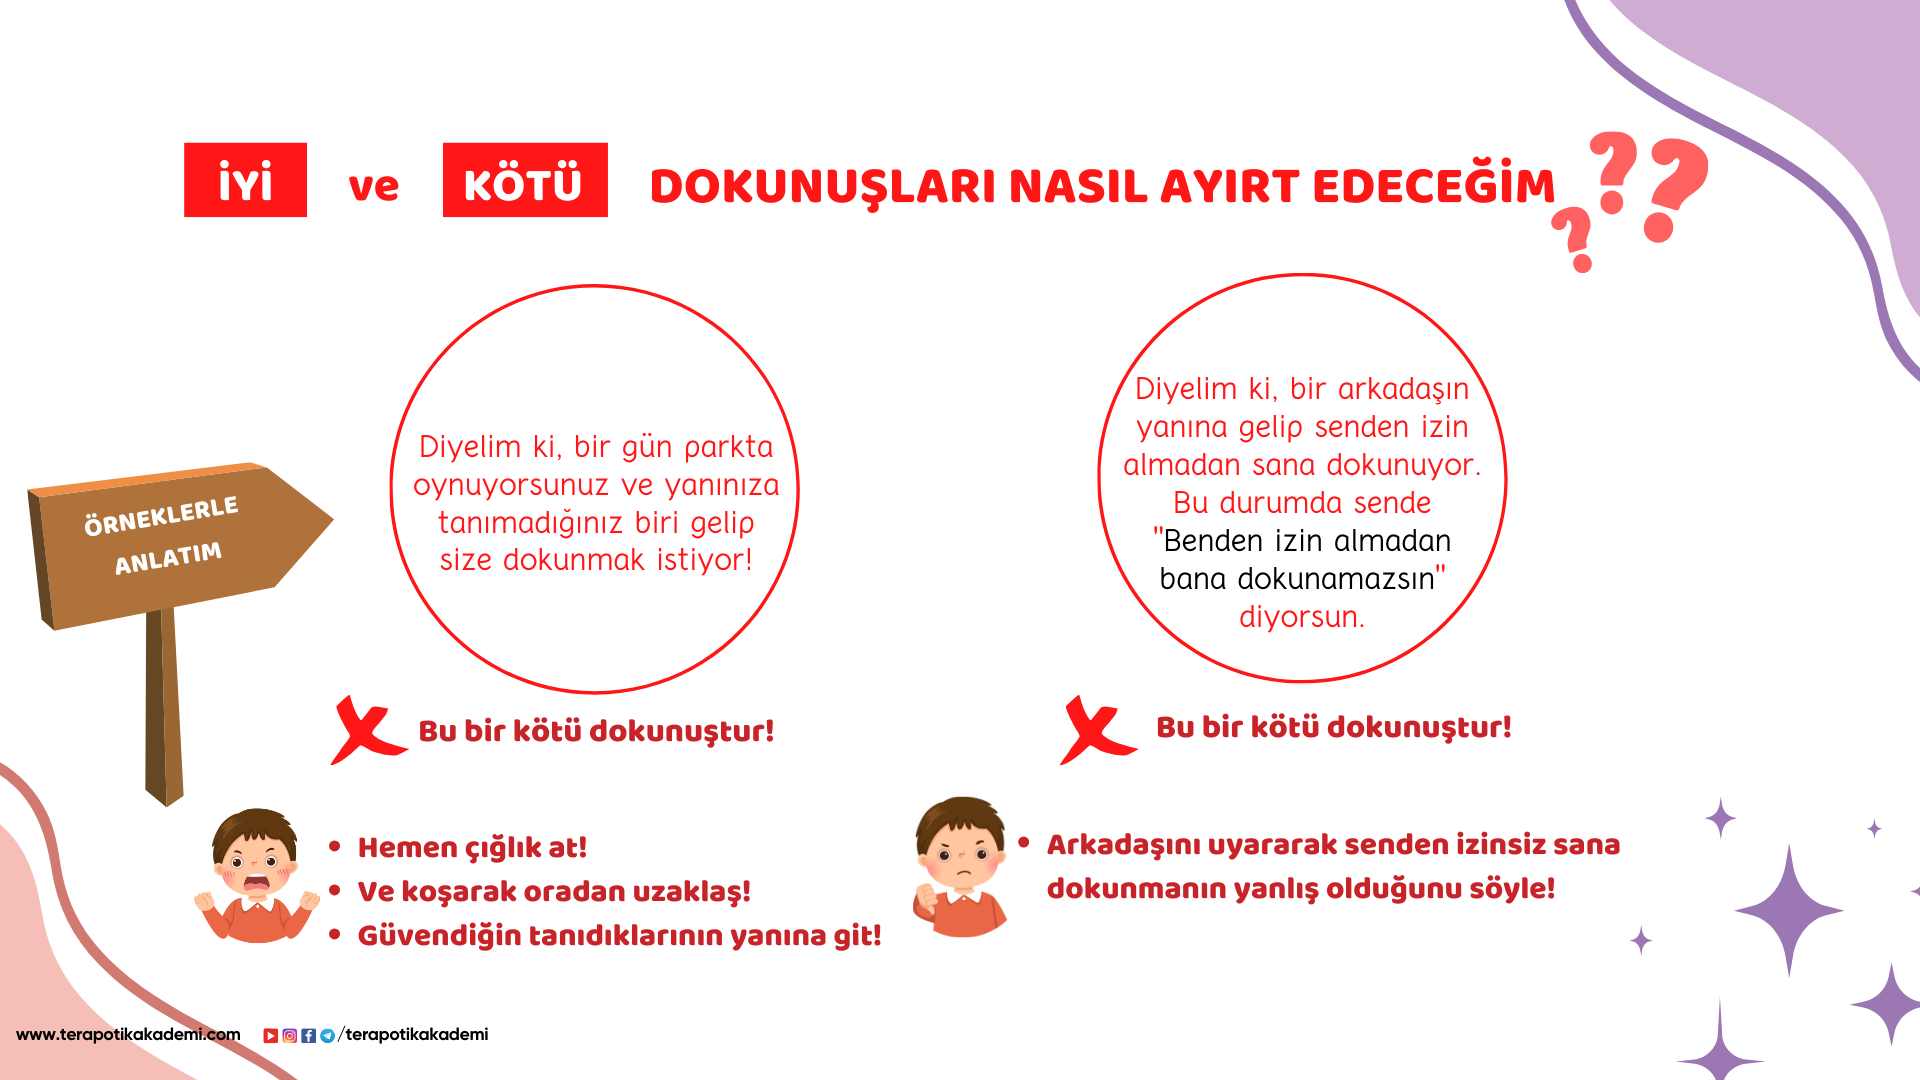 İYİ ve KÖTÜ DOKUNUŞLARI NASIL AYIRT EDECEĞİM ???
ÖRNEKLERLE
ANLATIM
Diyelim ki, bir gün parkta
oynuyorsunuz ve yanınıza
tanımadığınız biri gelip
size dokunmak istiyor!
Bu bir kötü dokunuştur!
• Hemen çığlık at!
• Ve koşarak oradan uzaklaş!
• Güvendiğin tanıdıklarının yanına git!
Diyelim ki, bir arkadaşın
yanına gelip senden izin
almadan sana dokunuyor.
Bu durumda sende
"Benden izin almadan
bana dokunamazsın"
diyorsun.
Bu bir kötü dokunuştur!
• Arkadaşını uyararak senden izinsiz sana
dokunmanın yanlış olduğunu söyle!
www.terapotikakademi.com /terapotikakademi